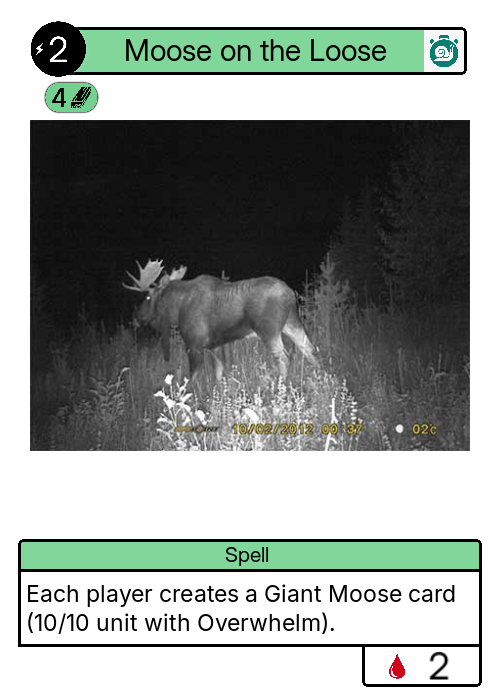 2 Moose on the Loose
4
10/02/2012 00:37 02c
Spell
Each player creates a Giant Moose card
(10/10 unit with Overwhelm).
2